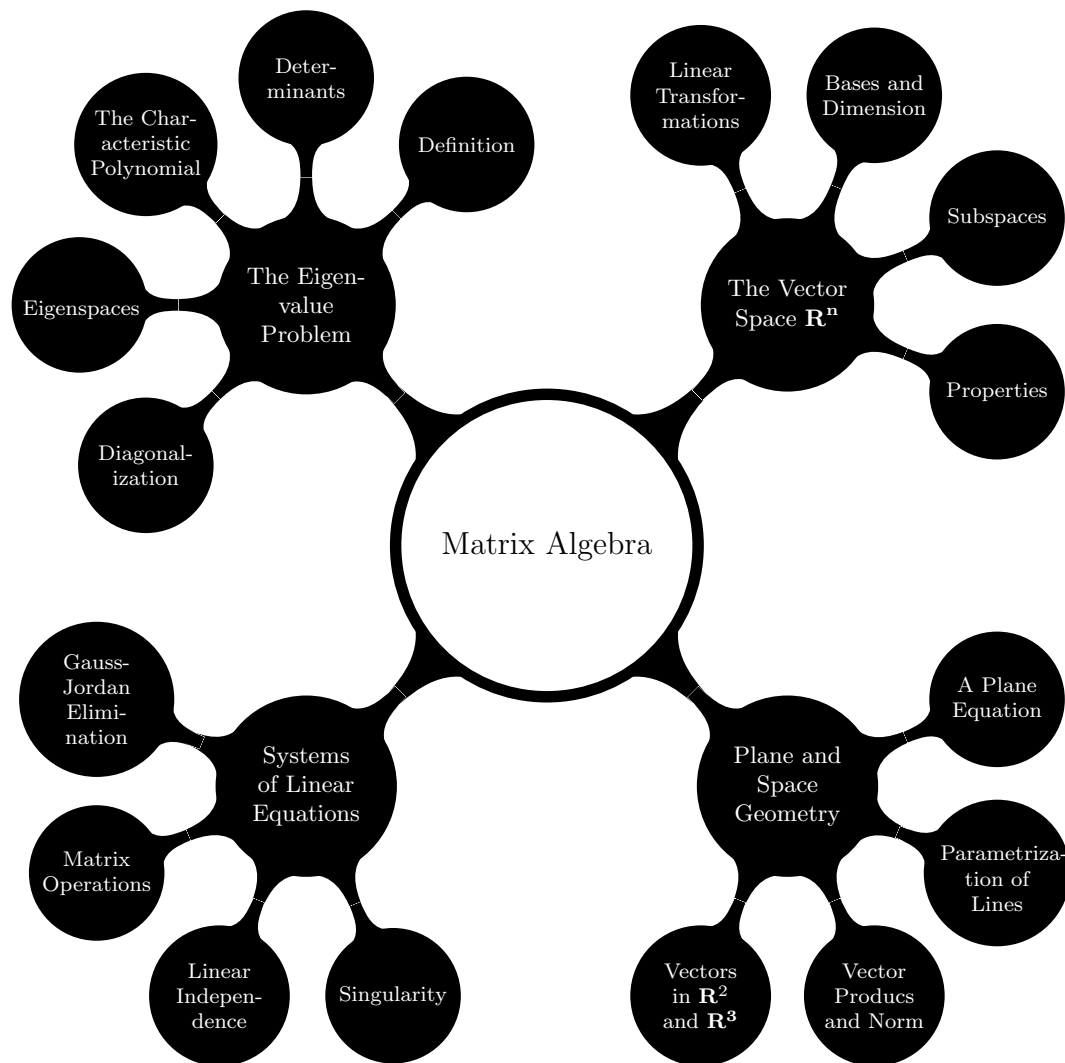 Deter-
minants
Definition
The Char-
acteristic
Polynomial
Eigenspaces
Diagonal-
ization
The Eigen-
value
Problem
Linear
Transfor-
mations
Bases and
Dimension
Subspaces
Properties
The Vector
Space Rⁿ
Matrix Algebra
Gauss-
Jordan
Elimi-
nation
Matrix
Operations
Linear
Indepen-
dence
Singularity
Systems
of Linear
Equations
Plane and
Space
Geometry
A Plane
Equation
Parametriza-
tion of
Lines
Vectors
in R²
and R³
Vector
Producs
and Norm